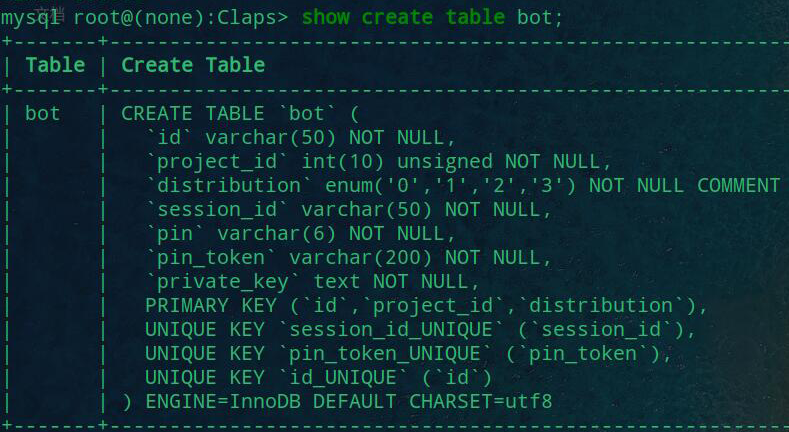 mysql root@(none):Claps> show create table bot;
+-------+--------------------------------------------------------
| Table | Create Table
+-------+--------------------------------------------------------
| bot | CREATE TABLE `bot` (
| | `id` varchar(50) NOT NULL,
| | `project_id` int(10) unsigned NOT NULL,
| | `distribution` enum('0','1','2','3') NOT NULL COMMENT
| | `session_id` varchar(50) NOT NULL,
| | `pin` varchar(6) NOT NULL,
| | `pin_token` varchar(200) NOT NULL,
| | `private_key` text NOT NULL,
| | PRIMARY KEY (`id`,`project_id`,`distribution`),
| | UNIQUE KEY `session_id_UNIQUE` (`session_id`),
| | UNIQUE KEY `pin_token_UNIQUE` (`pin_token`),
| | UNIQUE KEY `id_UNIQUE` (`id`)
| | ) ENGINE=InnoDB DEFAULT CHARSET=utf8
+-------+--------------------------------------------------------